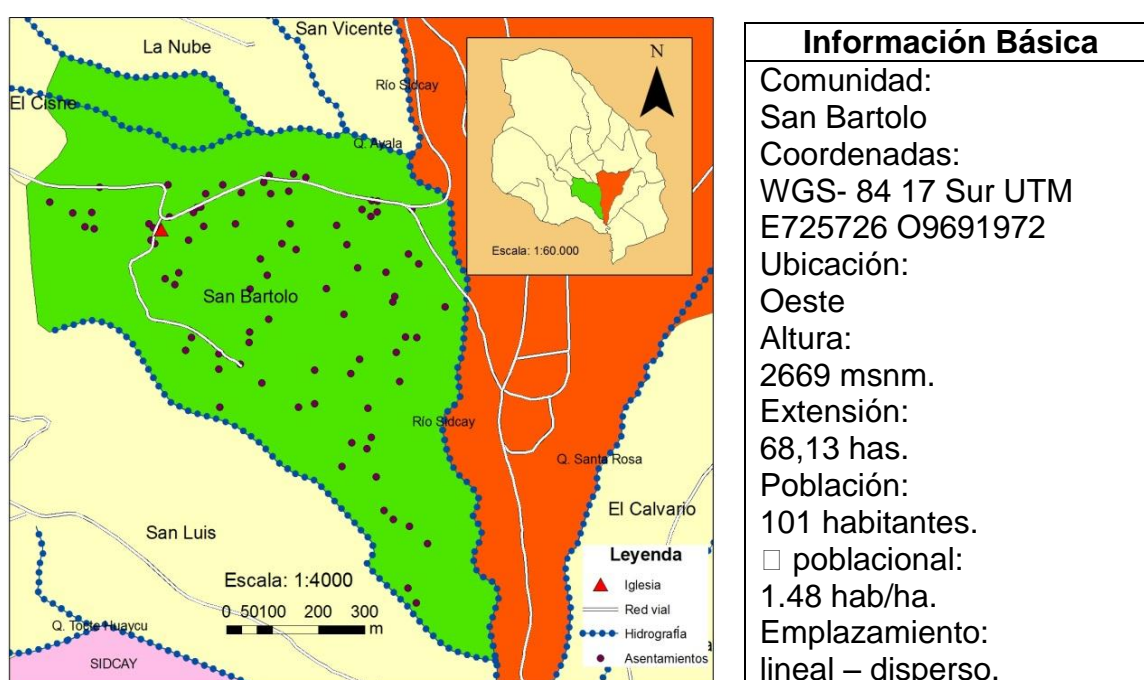 San Vicente
La Nube
N
Río Sidcay
El Cisne
Q. Ayala
Escala: 1:60.000
San Bartolo
Río Sidcay
Q. Santa Rosa
El Calvario
San Luis
Leyenda
Iglesia
Red vial
Hidrografía
Asentamientos
Escala: 1:4000
0 50100 200 300
m
Q. Tocte Huaycu
SIDCAY
Información Básica
Comunidad:
San Bartolo
Coordenadas:
WGS- 84 17 Sur UTM
E725726 O9691972
Ubicación:
Oeste
Altura:
2669 msnm.
Extensión:
68,13 has.
Población:
101 habitantes.
□ poblacional:
1.48 hab/ha.
Emplazamiento:
lineal – disperso.